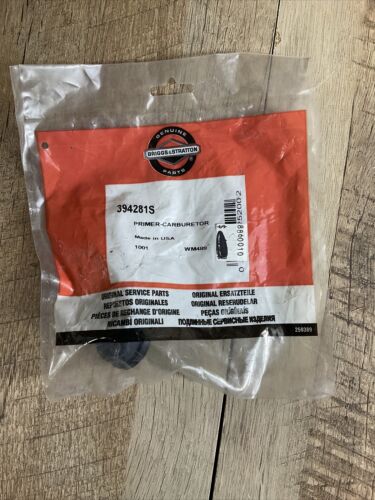 GENUINE
BRIGGS & STRATTON
PARTS
394281S
PRIMER-CARBURETOR
Made in USA
1001 WM489
ORIGINAL SERVICE PARTS
REPUESTOS ORIGINALES
PIÈCES DE RECHANGE D'ORIGINE
RICAMBI ORIGINALI
ORIGINAL ERSATZTEILE
ORIGINAL RESERVDELAR
PEÇAS ORIGINAIS
ПОДЛИННЫЕ СЕРВИСНЫЕ ИЗДЕЛИЯ